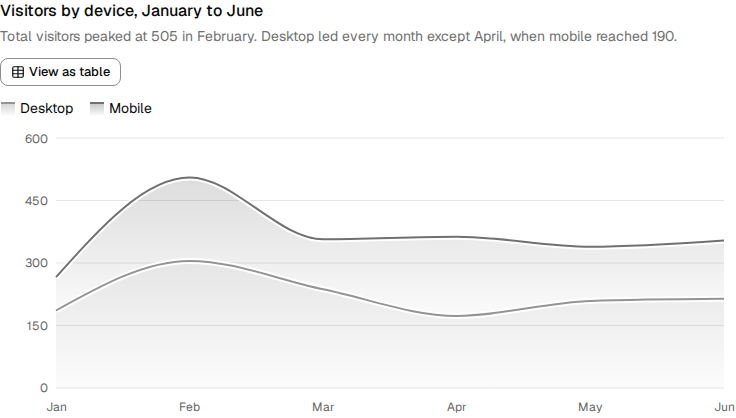 Visitors by device, January to June
Total visitors peaked at 505 in February. Desktop led every month except April, when mobile reached 190.
View as table
Desktop Mobile
600
450
300
150
0
Jan Feb Mar Apr May Jun